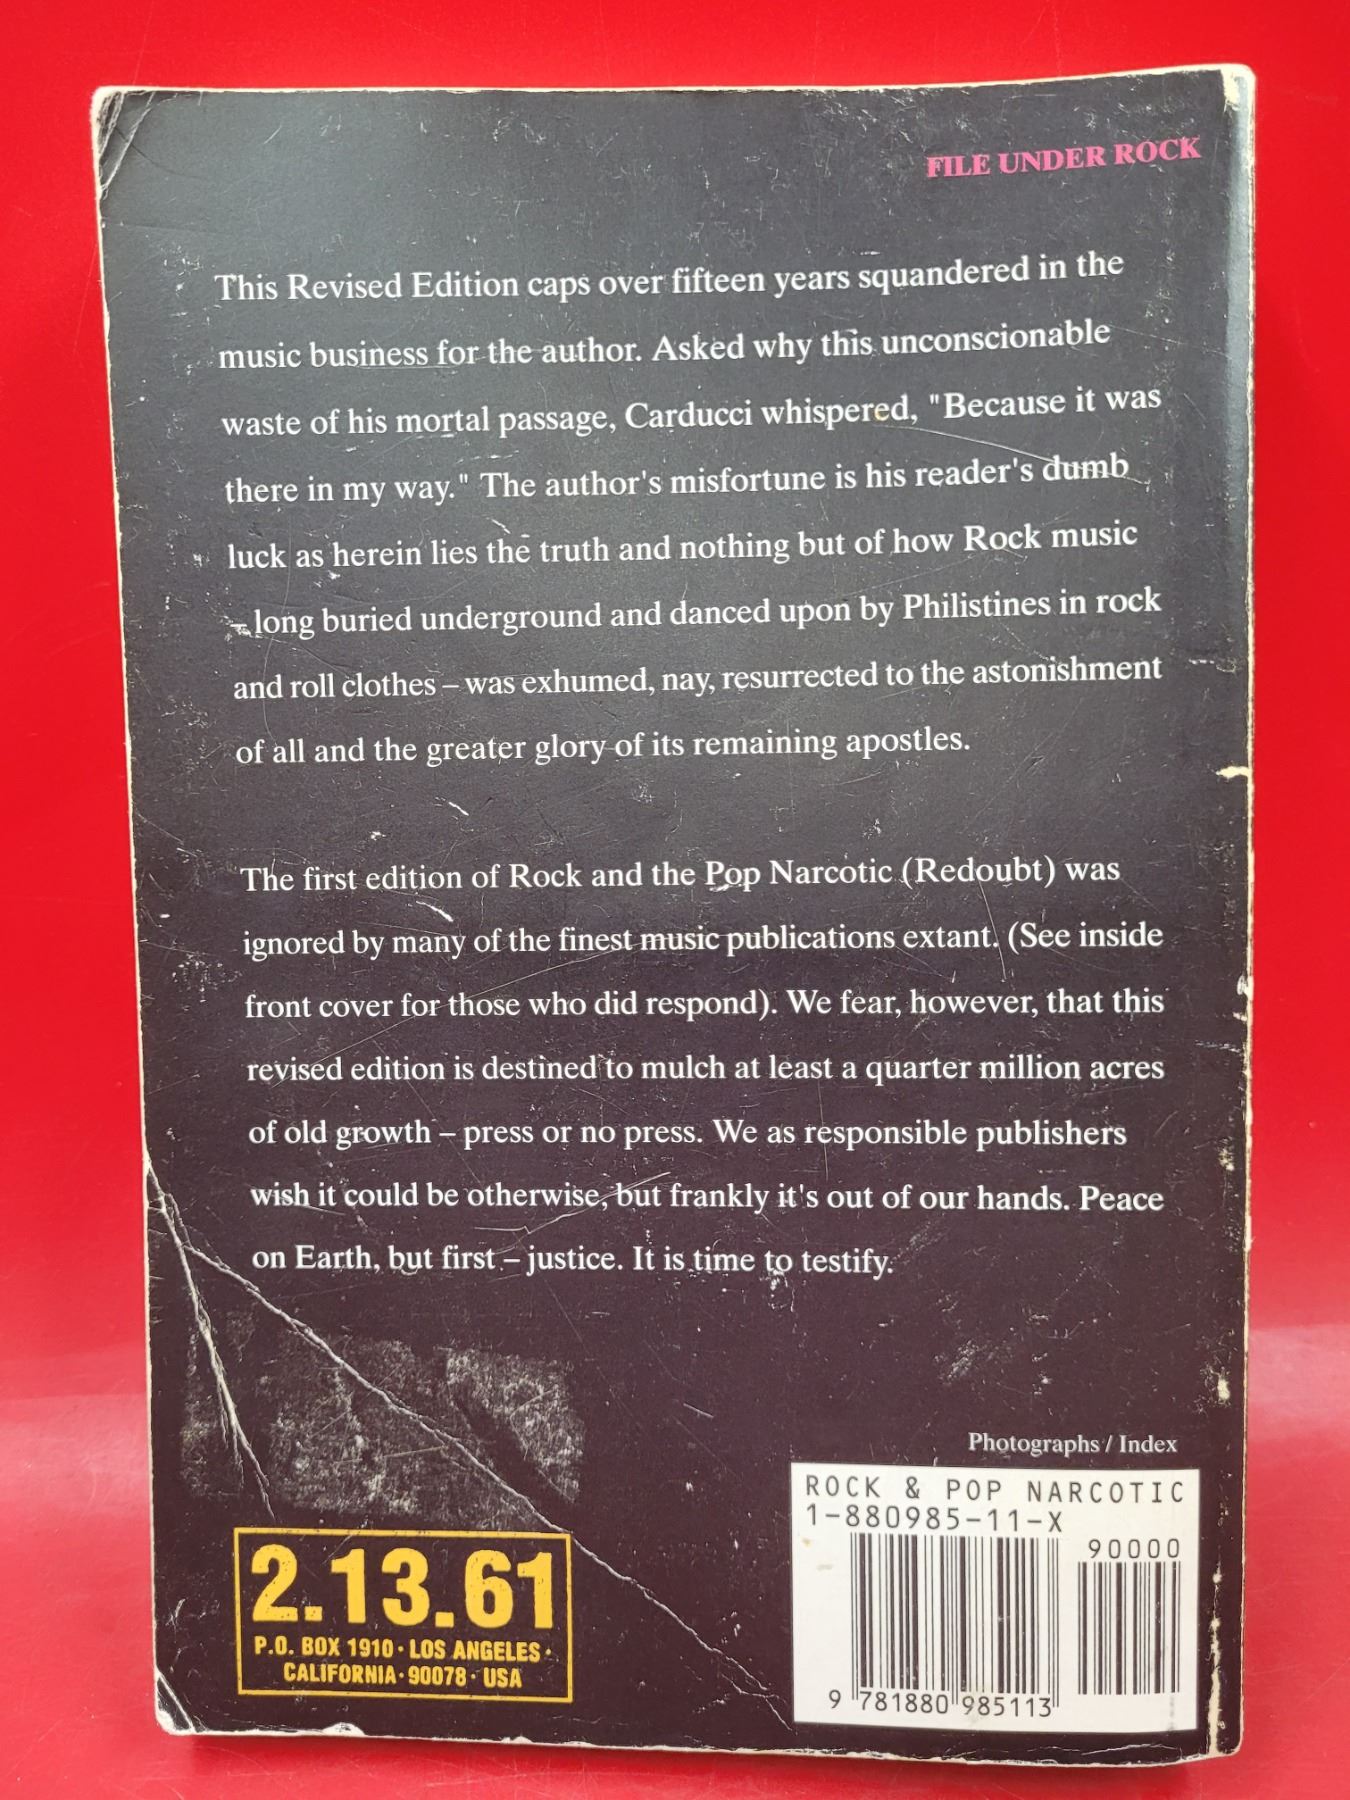 FILE UNDER ROCK
This Revised Edition caps over fifteen years squandered in the
music business for the author. Asked why this unconscionable
waste of his mortal passage, Carducci whispered, "Because it was
there in my way." The author's misfortune is his reader's dumb
luck as herein lies the truth and nothing but of how Rock music
– long buried underground and danced upon by Philistines in rock
and roll clothes – was exhumed, nay, resurrected to the astonishment
of all and the greater glory of its remaining apostles.
The first edition of Rock and the Pop Narcotic (Redoubt) was
ignored by many of the finest music publications extant. (See inside
front cover for those who did respond). We fear, however, that this
revised edition is destined to mulch at least a quarter million acres
of old growth – press or no press. We as responsible publishers
wish it could be otherwise, but frankly it's out of our hands. Peace
on Earth, but first – justice. It is time to testify.
Photographs / Index
ROCK & POP NARCOTIC
1-880985-11-X
90000
9 781880 985113
2.13.61
P.O. BOX 1910 · LOS ANGELES ·
CALIFORNIA · 90078 · USA